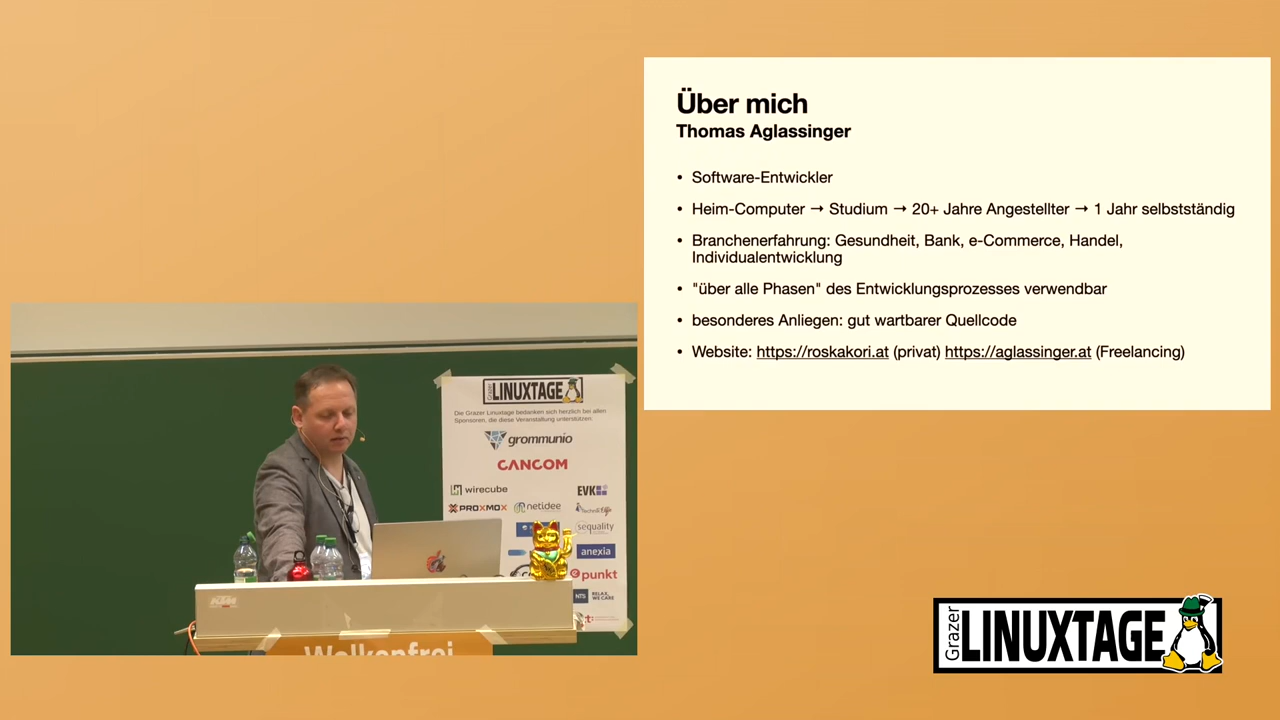 Über mich
Thomas Aglassinger
• Software-Entwickler
• Heim-Computer → Studium → 20+ Jahre Angestellter → 1 Jahr selbstständig
• Branchenerfahrung: Gesundheit, Bank, e-Commerce, Handel,
Individualentwicklung
• "über alle Phasen" des Entwicklungsprozesses verwendbar
• besonderes Anliegen: gut wartbarer Quellcode
• Website: https://roskakori.at (privat) https://aglassinger.at (Freelancing)
Grazer LINUXTAGE
Die Grazer Linuxtage bedanken sich herzlich bei allen
Sponsoren, die diese Veranstaltung unterstützen:
grommunio
CANCOM
wirecube
EVK
PROXMOX
netidee
sequality
anexia
punkt
NTS
RELAX,
WE CARE
Wolkenfrei
Grazer
LINUXTAGE